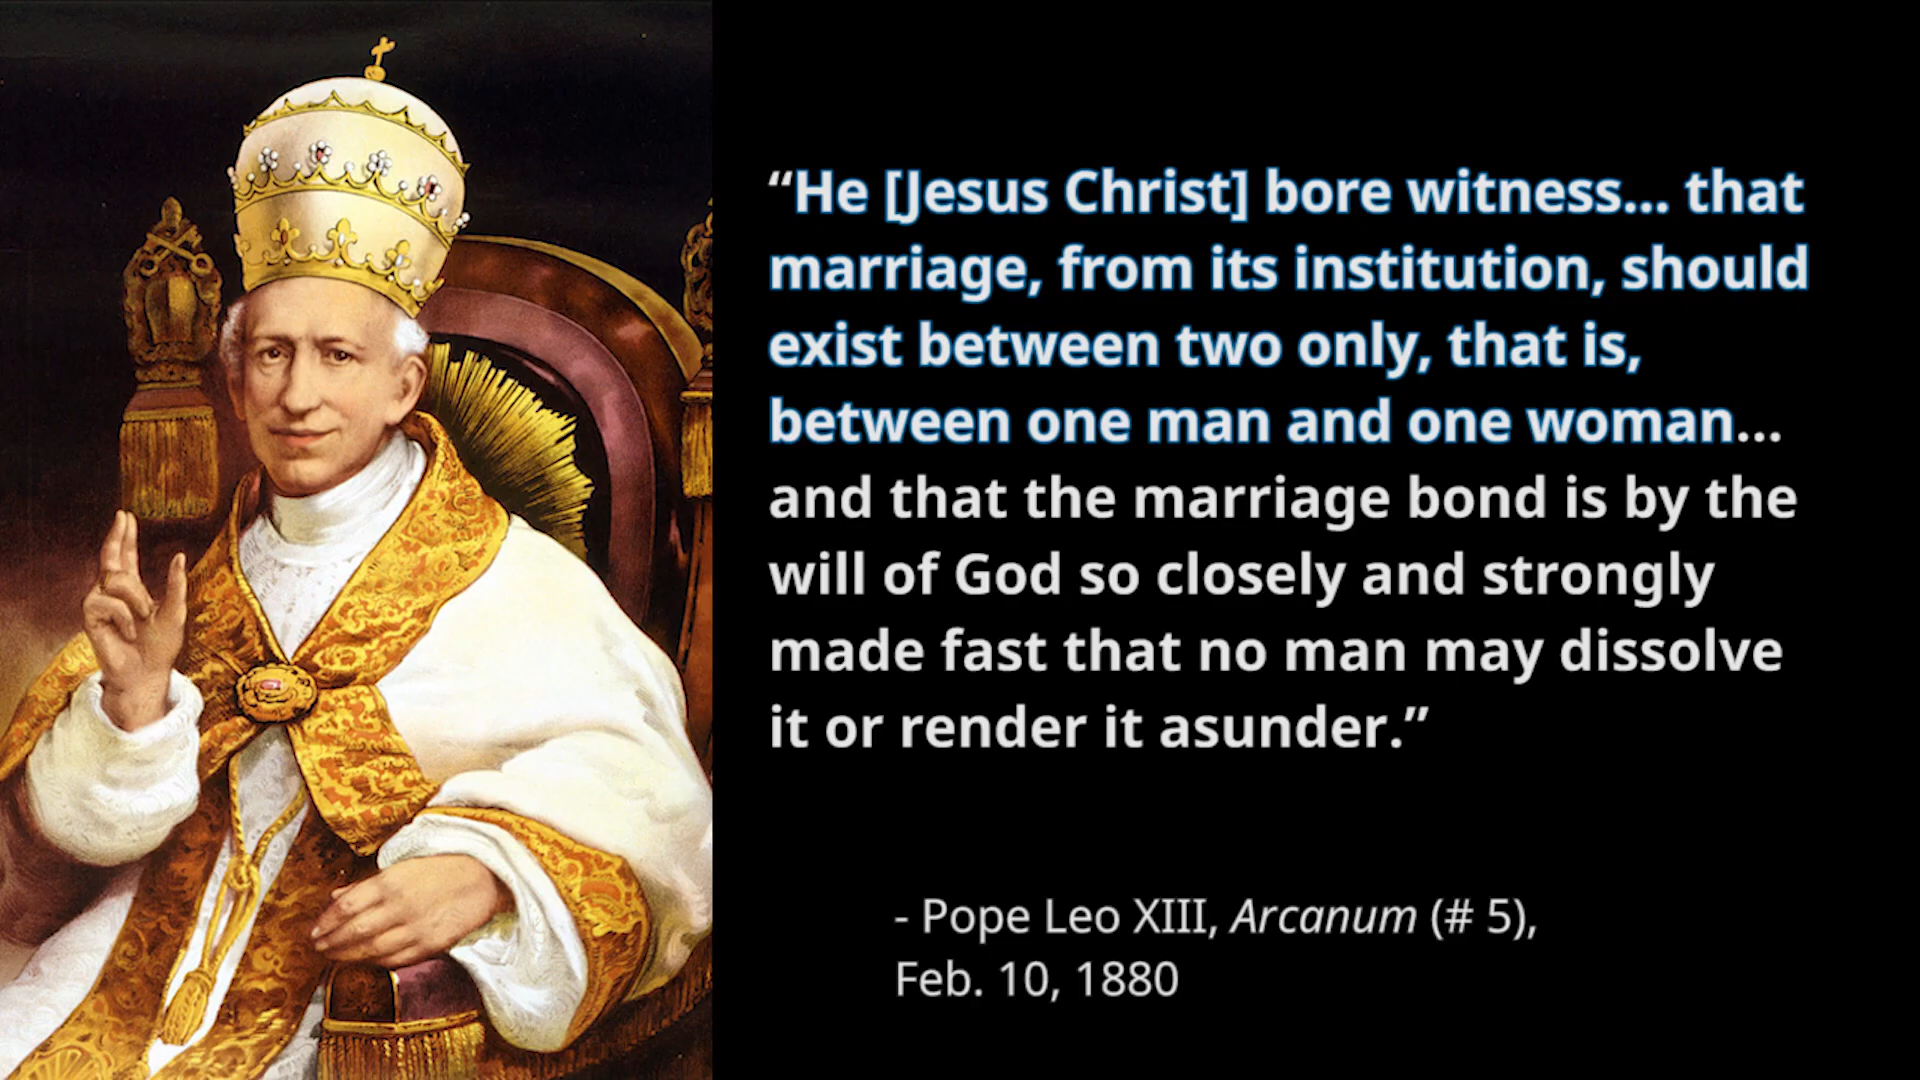 “He [Jesus Christ] bore witness... that
marriage, from its institution, should
exist between two only, that is,
between one man and one woman...
and that the marriage bond is by the
will of God so closely and strongly
made fast that no man may dissolve
it or render it asunder.”
- Pope Leo XIII, Arcanum (# 5),
Feb. 10, 1880